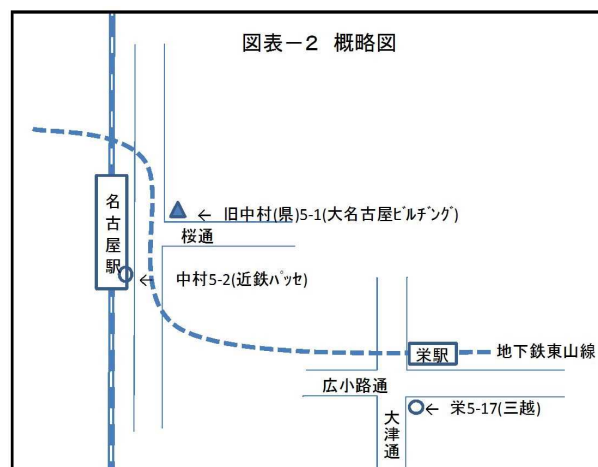 図表－2 概略図
名古屋駅
← 旧中村(県)5-1(大名古屋ﾋﾞﾙﾁﾞﾝｸﾞ)
桜通
← 中村5-2(近鉄ﾊﾟｯｾ)
栄駅
地下鉄東山線
広小路通
← 栄5-17(三越)
大津通